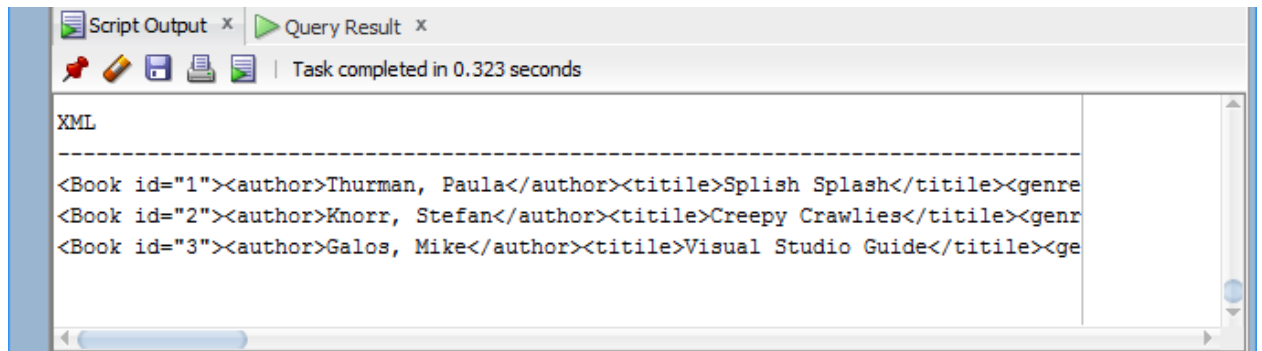 Script Output x Query Result x
Task completed in 0.323 seconds
XML
--------------------------------------------------------------------------------
<Book id="1"><author>Thurman, Paula</author><titile>Splish Splash</titile><genre
<Book id="2"><author>Knorr, Stefan</author><titile>Creepy Crawlies</titile><genr
<Book id="3"><author>Galos, Mike</author><titile>Visual Studio Guide</titile><ge